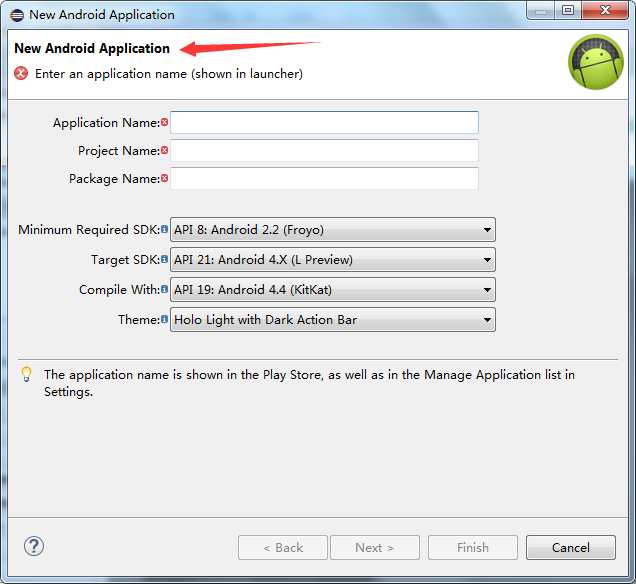 New Android Application
New Android Application
Enter an application name (shown in launcher)
Application Name:
Project Name:
Package Name:
Minimum Required SDK: API 8: Android 2.2 (Froyo)
Target SDK: API 21: Android 4.X (L Preview)
Compile With: API 19: Android 4.4 (KitKat)
Theme: Holo Light with Dark Action Bar
The application name is shown in the Play Store, as well as in the Manage Application list in
Settings.
? < Back Next > Finish Cancel